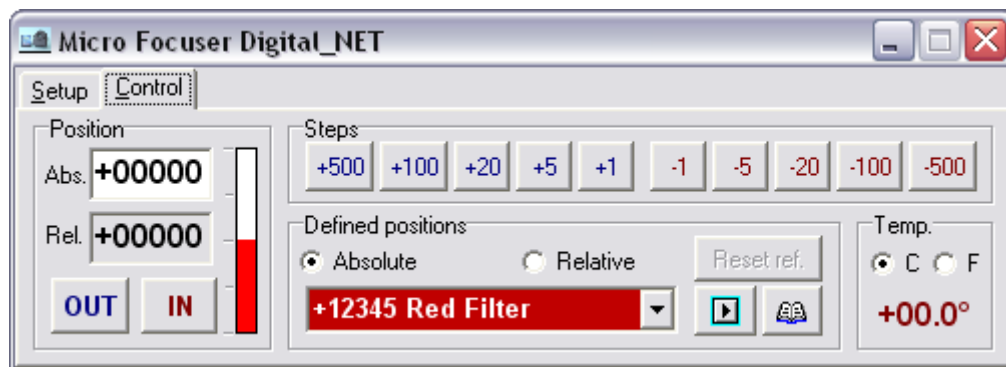 Micro Focuser Digital_NET
Setup Control
Position
Abs. +00000
Rel. +00000
OUT IN
Steps
+500 +100 +20 +5 +1 -1 -5 -20 -100 -500
Defined positions
Absolute Relative Reset ref.
+12345 Red Filter
Temp.
C F
+00.0°